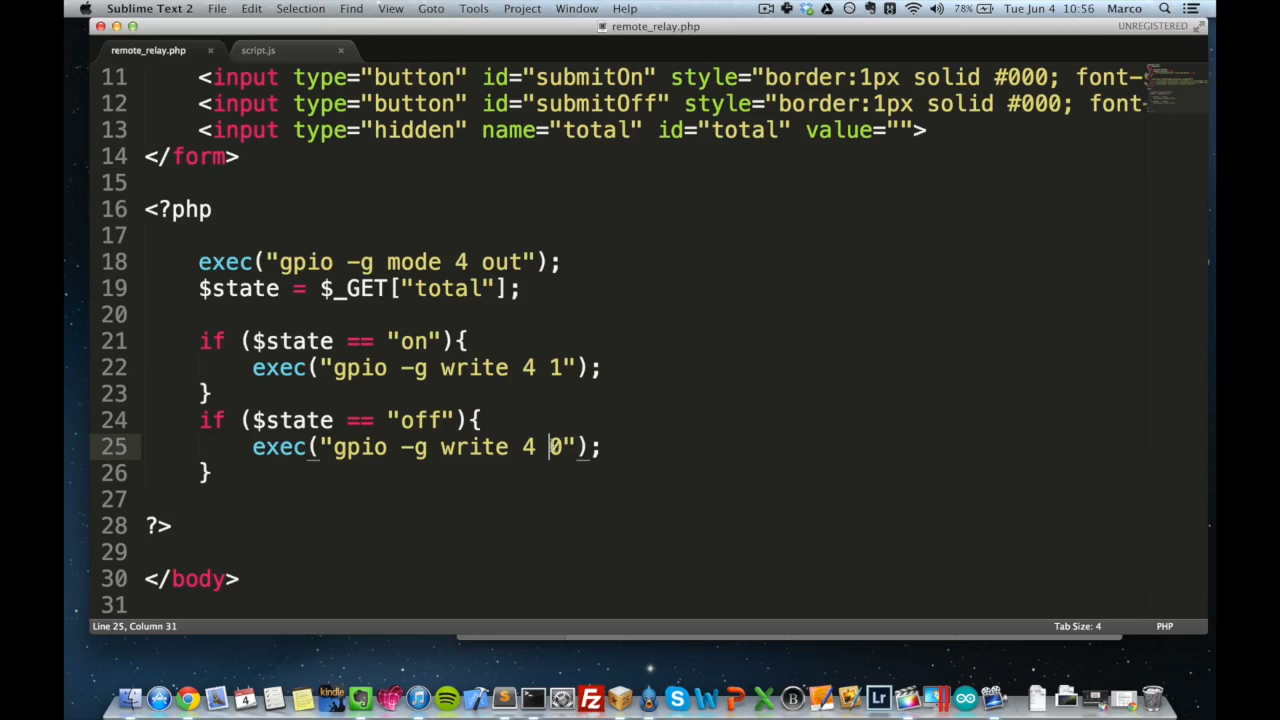 Sublime Text 2 File Edit Selection Find View Goto Tools Project Window Help 78% Tue Jun 4 10:56 Marco
remote_relay.php
UNREGISTERED
remote_relay.php × script.js ×
11 <input type="button" id="submitOn" style="border:1px solid #000; font-
12 <input type="button" id="submitOff" style="border:1px solid #000; font-
13 <input type="hidden" name="total" id="total" value="">
14 </form>
15
16 <?php
17
18 exec("gpio -g mode 4 out");
19 $state = $_GET["total"];
20
21 if ($state == "on"){
22 exec("gpio -g write 4 1");
23 }
24 if ($state == "off"){
25 exec("gpio -g write 4 0");
26 }
27
28 ?>
29
30 </body>
31
Line 25, Column 31 Tab Size: 4 PHP
kindle 4 Fz S W P X B Lr